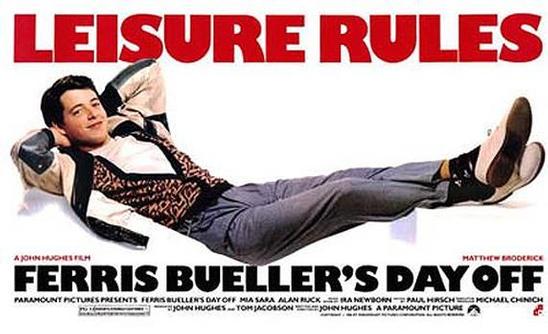 LEISURE RULES
A JOHN HUGHES FILM
MATTHEW BRODERICK
FERRIS BUELLER'S DAY OFF
PARAMOUNT PICTURES PRESENTS FERRIS BUELLER'S DAY OFF MIA SARA ALAN RUCK IRA NEWBORN PAUL HIRSCH MICHAEL CHINICH
JOHN HUGHES AND TOM JACOBSON JOHN HUGHES A PARAMOUNT PICTURE